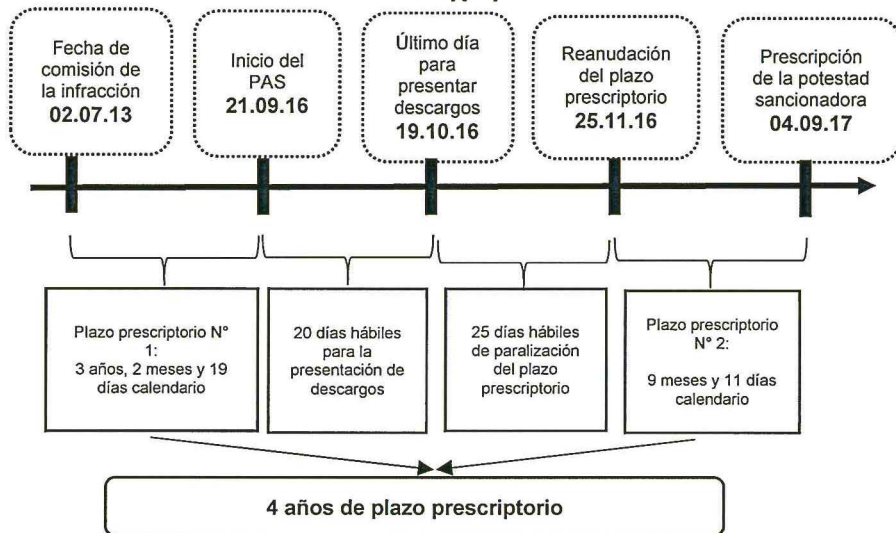 Fecha de
comisión de
la infracción
02.07.13
Inicio del
PAS
21.09.16
Último día
para
presentar
descargos
19.10.16
Reanudación
del plazo
prescriptorio
25.11.16
Prescripción
de la potestad
sancionadora
04.09.17
Plazo prescriptorio N°
1:
3 años, 2 meses y 19
días calendario
20 días hábiles
para la
presentación de
descargos
25 días hábiles
de paralización
del plazo
prescriptorio
Plazo prescriptorio
N° 2:
9 meses y 11 días
calendario
4 años de plazo prescriptorio